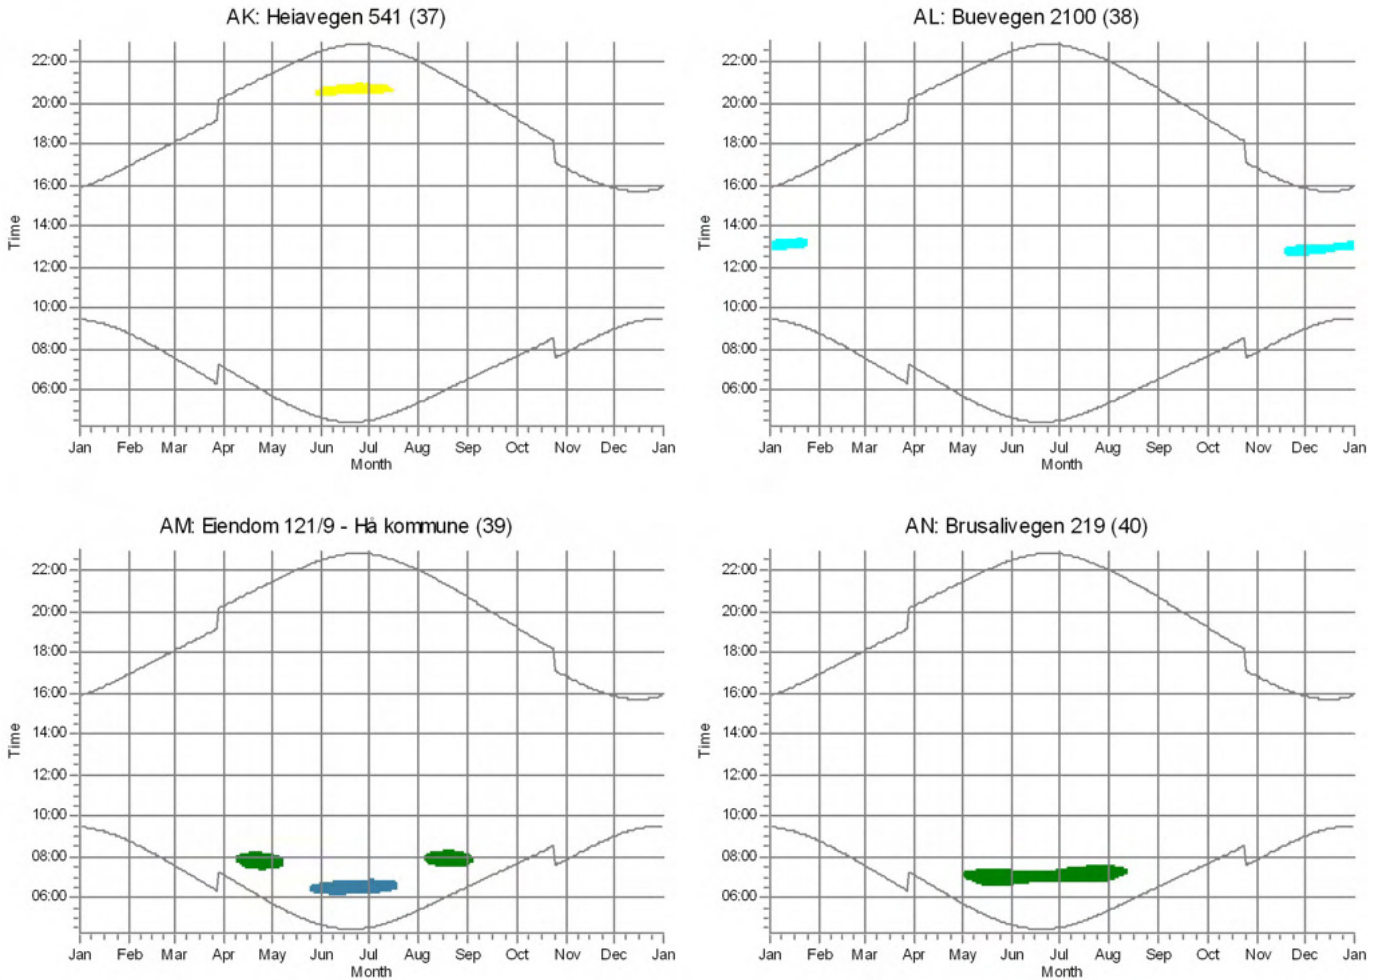 AK: Heiavegen 541 (37)
22:00
20:00
18:00
16:00
14:00
12:00
10:00
08:00
06:00
Time
Jan Feb Mar Apr May Jun Jul Aug Sep Oct Nov Dec Jan
Month
AL: Buevegen 2100 (38)
22:00
20:00
18:00
16:00
14:00
12:00
10:00
08:00
06:00
Time
Jan Feb Mar Apr May Jun Jul Aug Sep Oct Nov Dec Jan
Month
AM: Eiendom 121/9 - Hå kommune (39)
22:00
20:00
18:00
16:00
14:00
12:00
10:00
08:00
06:00
Time
Jan Feb Mar Apr May Jun Jul Aug Sep Oct Nov Dec Jan
Month
AN: Brusalivegen 219 (40)
22:00
20:00
18:00
16:00
14:00
12:00
10:00
08:00
06:00
Time
Jan Feb Mar Apr May Jun Jul Aug Sep Oct Nov Dec Jan
Month